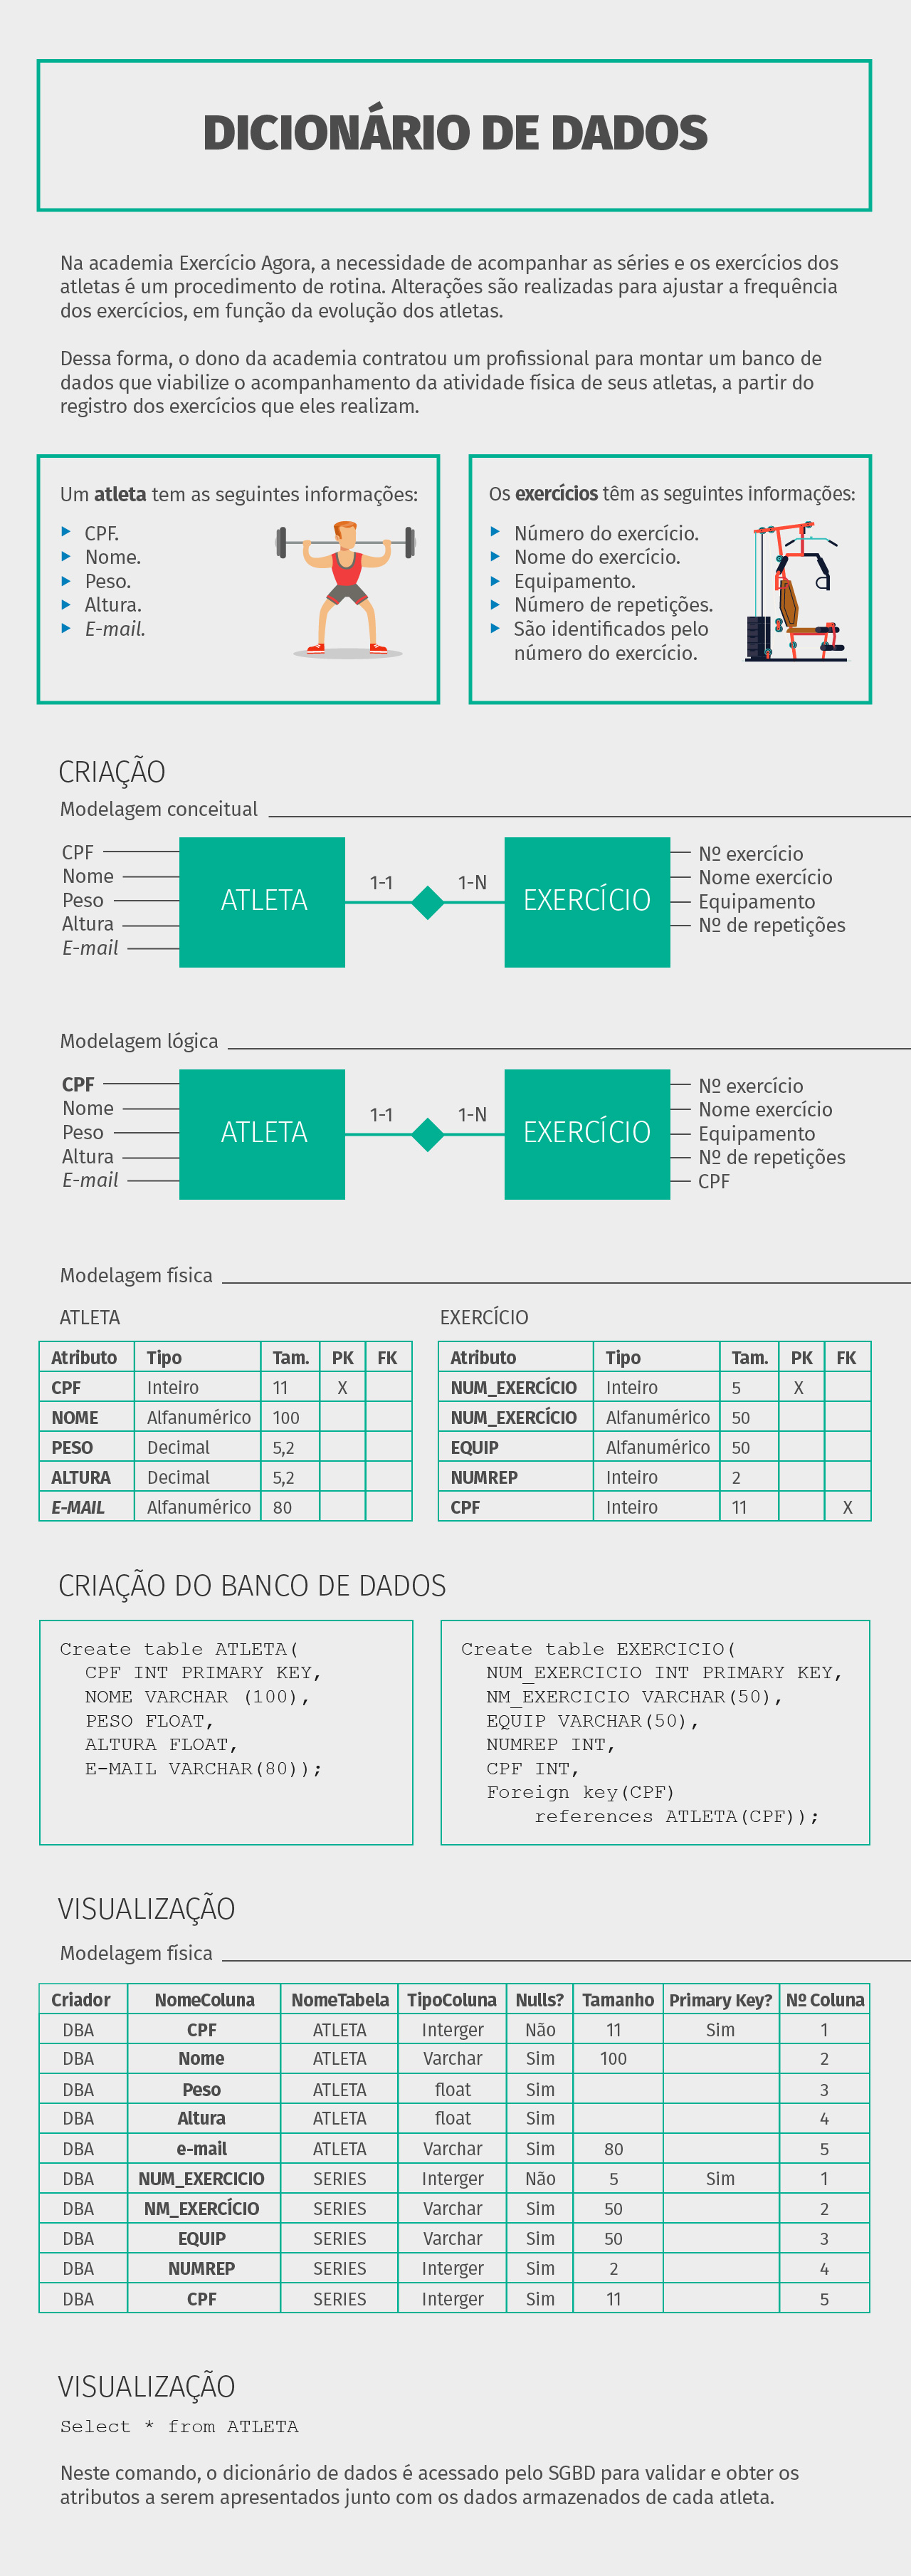 DICIONÁRIO DE DADOS
Na academia Exercício Agora, a necessidade de acompanhar as séries e os exercícios dos
atletas é um procedimento de rotina. Alterações são realizadas para ajustar a frequência
dos exercícios, em função da evolução dos atletas.
Dessa forma, o dono da academia contratou um profissional para montar um banco de
dados que viabilize o acompanhamento da atividade física de seus atletas, a partir do
registro dos exercícios que eles realizam.
Um atleta tem as seguintes informações:
CPF.
Nome.
Peso.
Altura.
E-mail.
Os exercícios têm as seguintes informações:
Número do exercício.
Nome do exercício.
Equipamento.
Número de repetições.
São identificados pelo
número do exercício.
CRIAÇÃO
Modelagem conceitual
CPF
Nome
Peso
Altura
E-mail
ATLETA
1-1
1-N
EXERCÍCIO
Nº exercício
Nome exercício
Equipamento
Nº de repetições
Modelagem lógica
CPF
Nome
Peso
Altura
E-mail
ATLETA
1-1
1-N
EXERCÍCIO
Nº exercício
Nome exercício
Equipamento
Nº de repetições
CPF
Modelagem física
ATLETA
Atributo Tipo Tam. PK FK
CPF Inteiro 11 X
NOME Alfanumérico 100
PESO Decimal 5,2
ALTURA Decimal 5,2
E-MAIL Alfanumérico 80
EXERCÍCIO
Atributo Tipo Tam. PK FK
NUM_EXERCÍCIO Inteiro 5 X
NUM_EXERCÍCIO Alfanumérico 50
EQUIP Alfanumérico 50
NUMREP Inteiro 2
CPF Inteiro 11 X
CRIAÇÃO DO BANCO DE DADOS
Create table ATLETA(
CPF INT PRIMARY KEY,
NOME VARCHAR (100),
PESO FLOAT,
ALTURA FLOAT,
E-MAIL VARCHAR(80));
Create table EXERCICIO(
NUM_EXERCICIO INT PRIMARY KEY,
NM_EXERCICIO VARCHAR(50),
EQUIP VARCHAR(50),
NUMREP INT,
CPF INT,
Foreign key(CPF)
references ATLETA(CPF));
VISUALIZAÇÃO
Modelagem física
Criador NomeColuna NomeTabela TipoColuna Nulls? Tamanho Primary Key? Nº Coluna
DBA CPF ATLETA Interger Não 11 Sim 1
DBA Nome ATLETA Varchar Sim 100 2
DBA Peso ATLETA float Sim 3
DBA Altura ATLETA float Sim 4
DBA e-mail ATLETA Varchar Sim 80 5
DBA NUM_EXERCICIO SERIES Interger Não 5 Sim 1
DBA NM_EXERCÍCIO SERIES Varchar Sim 50 2
DBA EQUIP SERIES Varchar Sim 50 3
DBA NUMREP SERIES Interger Sim 2 4
DBA CPF SERIES Interger Sim 11 5
VISUALIZAÇÃO
Select * from ATLETA
Neste comando, o dicionário de dados é acessado pelo SGBD para validar e obter os
atributos a serem apresentados junto com os dados armazenados de cada atleta.